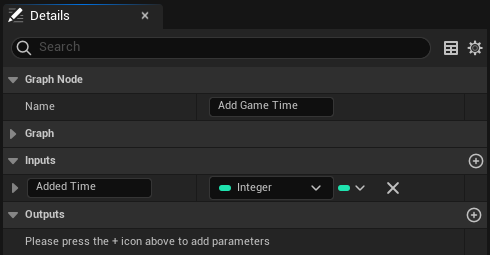 Details
Search
Graph Node
Name Add Game Time
Graph
Inputs
Added Time Integer
Outputs
Please press the + icon above to add parameters